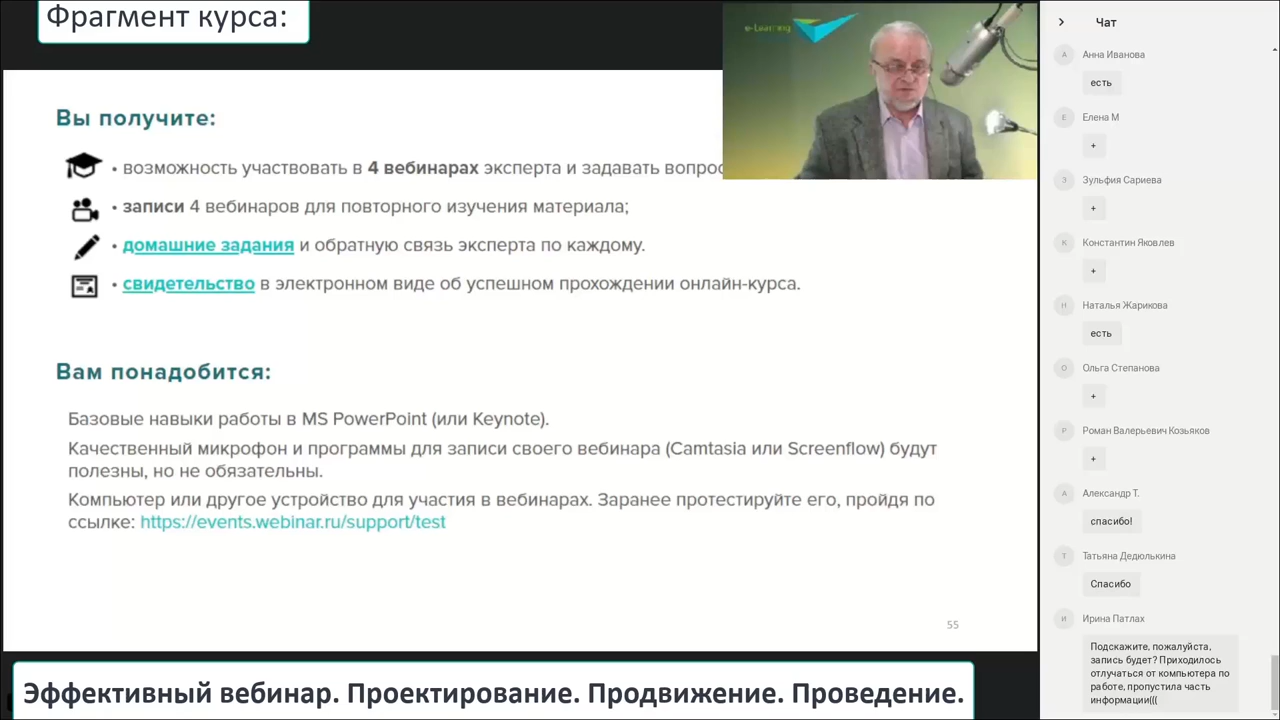 Фрагмент курса:
e-Learning
Вы получите:
• возможность участвовать в 4 вебинарах эксперта и задавать
• записи 4 вебинаров для повторного изучения материала;
• домашние задания и обратную связь эксперта по каждому.
• свидетельство в электронном виде об успешном прохождении онлайн-курса.
Вам понадобится:
Базовые навыки работы в MS PowerPoint (или Keynote).
Качественный микрофон и программы для записи своего вебинара (Camtasia или Screenflow) будут
полезны, но не обязательны.
Компьютер или другое устройство для участия в вебинарах. Заранее протестируйте его, пройдя по
ссылке: https://events.webinar.ru/support/test
55
Эффективный вебинар. Проектирование. Продвижение. Проведение.
Чат
А
Анна Иванова
есть
Е
Елена М
+
З
Зульфия Сариева
+
К
Константин Яковлев
+
Н
Наталья Жарикова
есть
О
Ольга Степанова
+
Р
Роман Валерьевич Козьяков
+
А
Александр Т.
спасибо!
Т
Татьяна Дедюлькина
Спасибо
И
Ирина Патлах
Подскажите, пожалуйста,
запись будет? Приходилось
отлучаться от компьютера по
работе, пропустила часть
информации(((